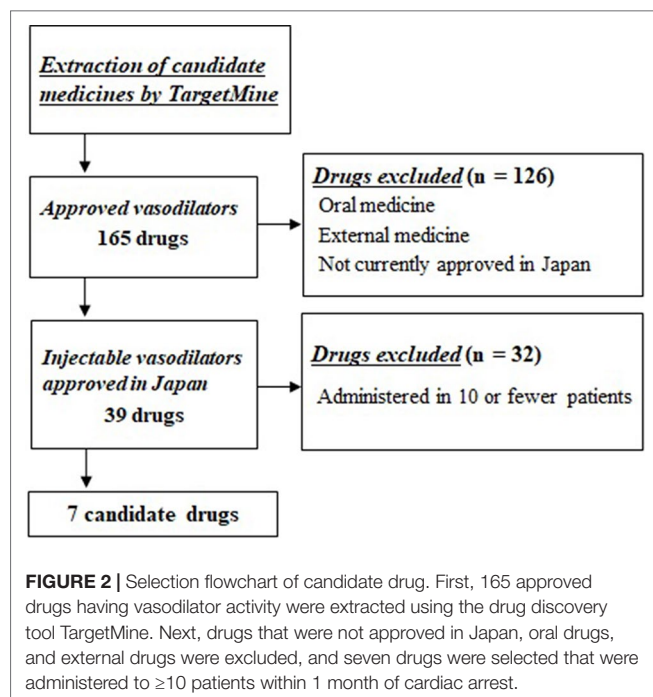 Extraction of candidate
medicines by TargetMine
Approved vasodilators
165 drugs
Drugs excluded (n = 126)
Oral medicine
External medicine
Not currently approved in Japan
Injectable vasodilators
approved in Japan
39 drugs
Drugs excluded (n = 32)
Administered in 10 or fewer patients
7 candidate drugs
FIGURE 2 | Selection flowchart of candidate drug. First, 165 approved
drugs having vasodilator activity were extracted using the drug discovery
tool TargetMine. Next, drugs that were not approved in Japan, oral drugs,
and external drugs were excluded, and seven drugs were selected that were
administered to ≥10 patients within 1 month of cardiac arrest.